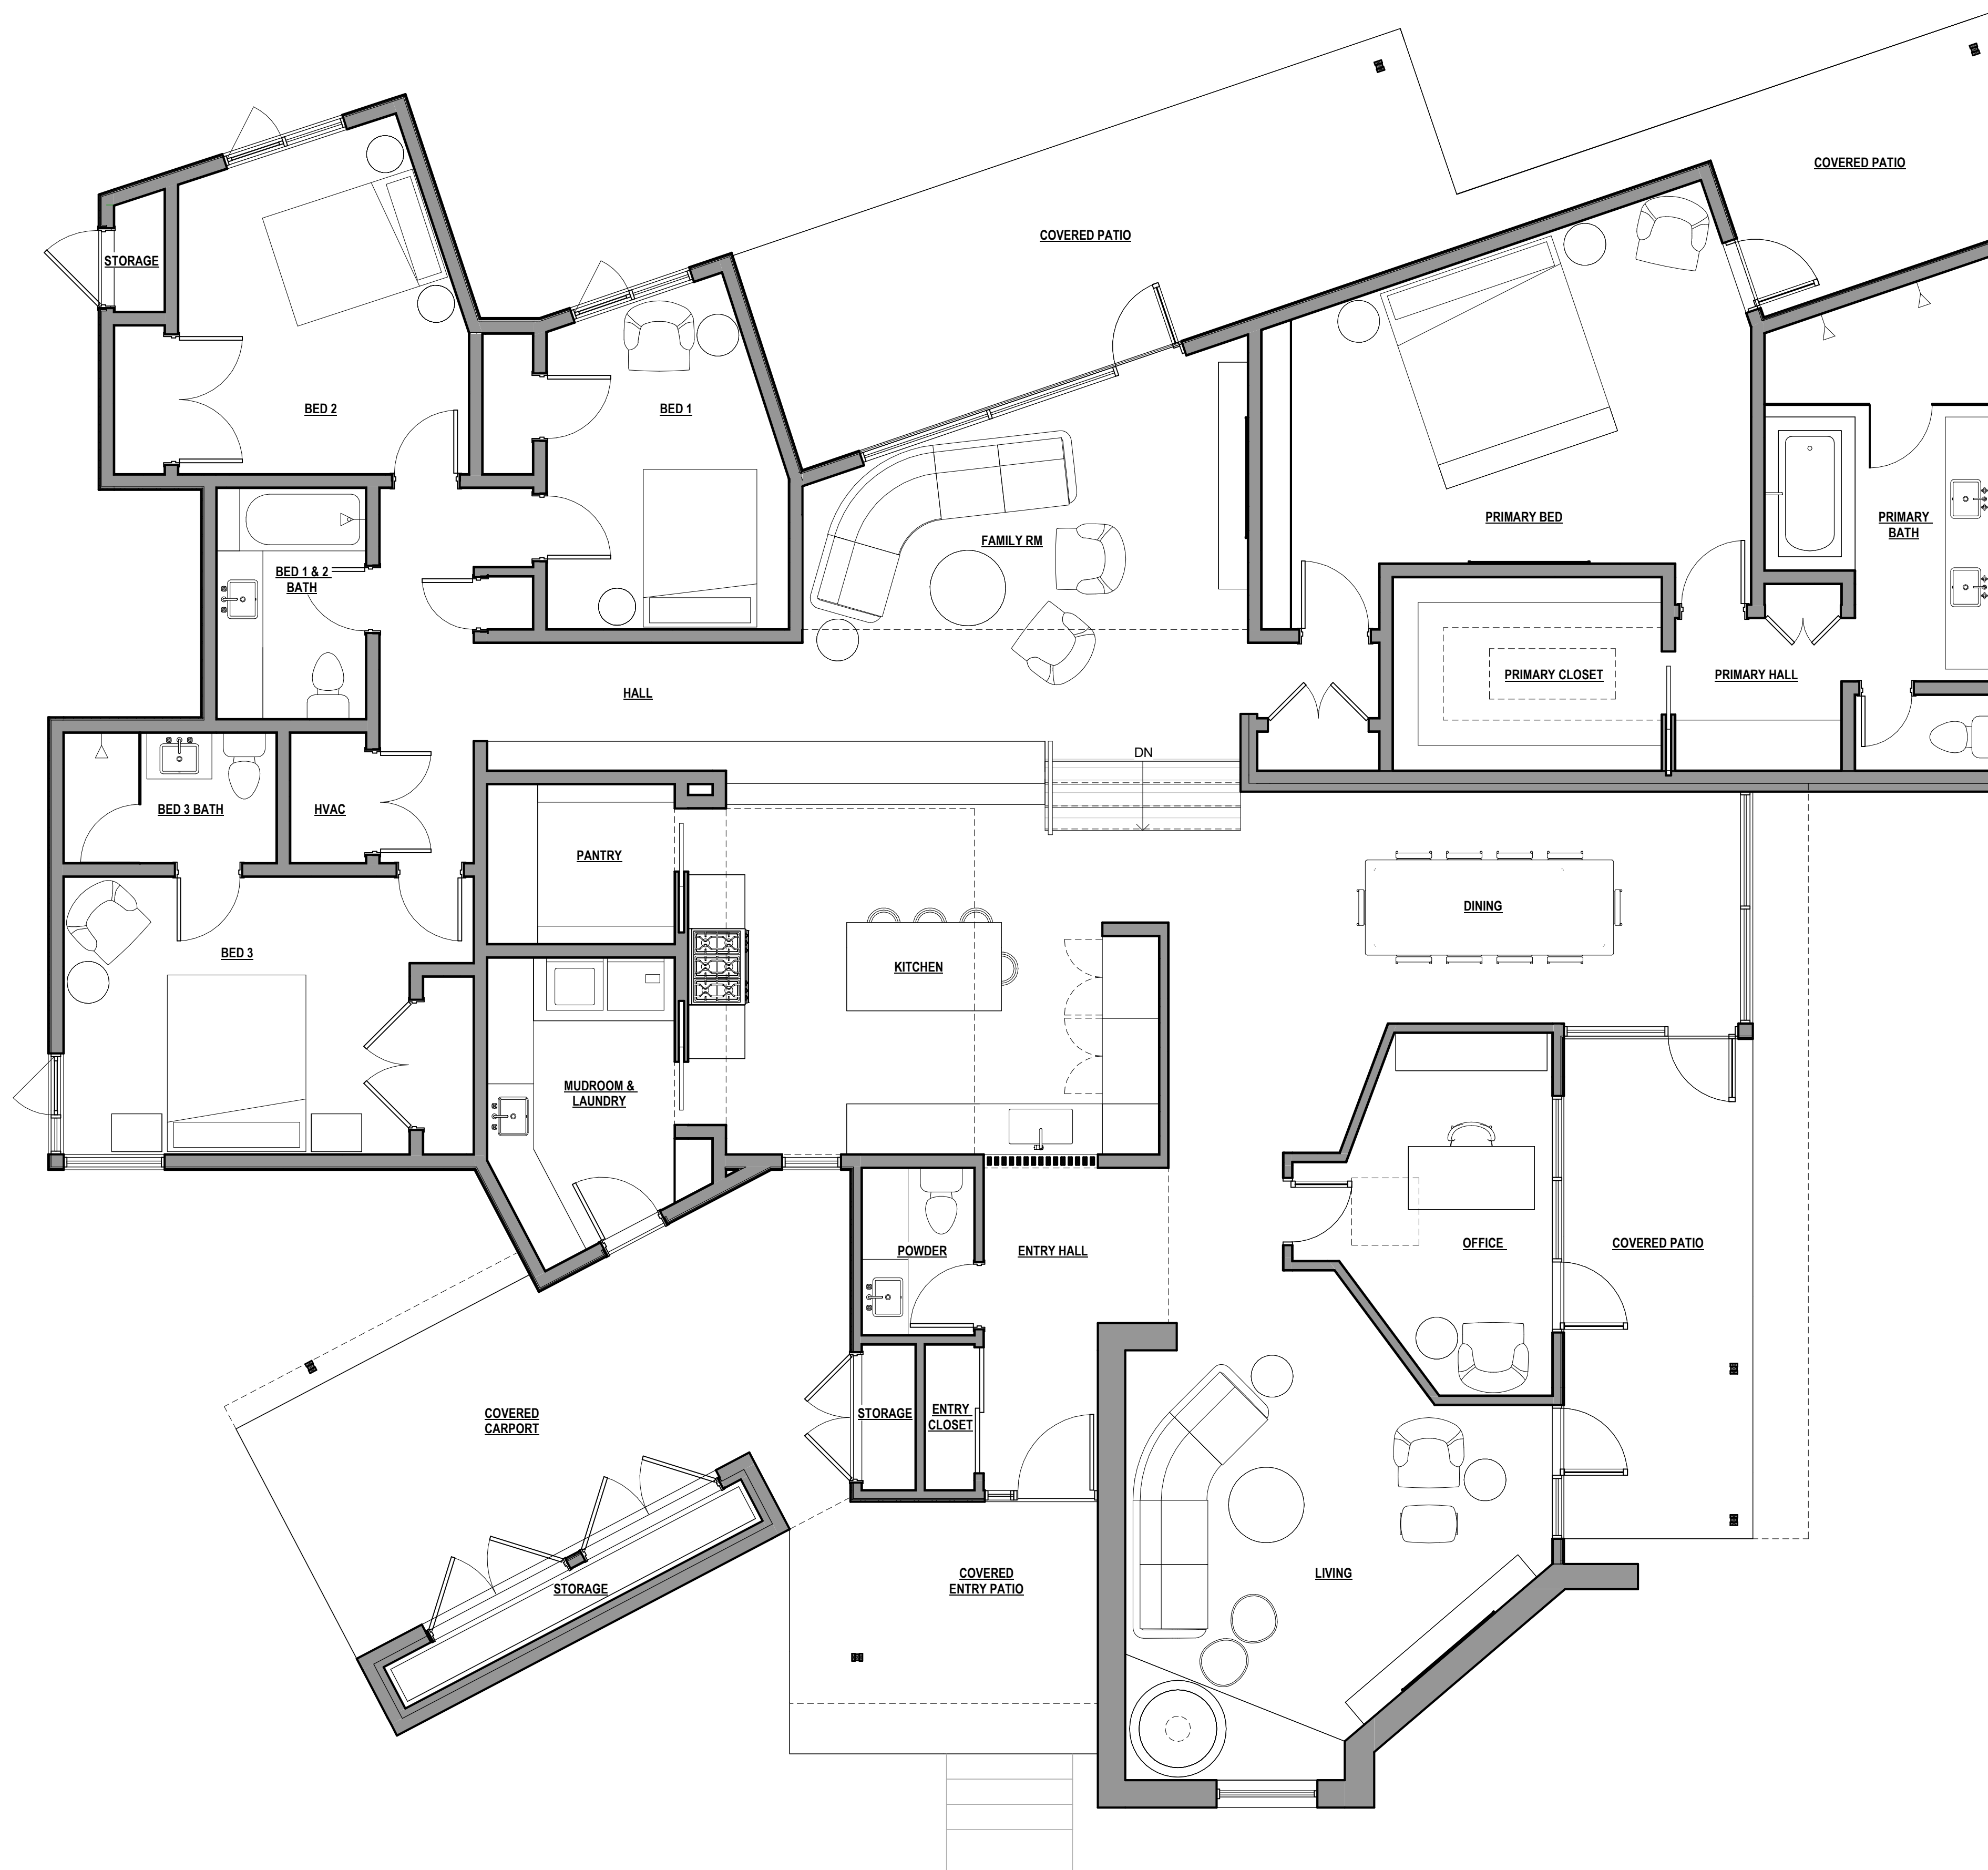 COVERED PATIO
COVERED PATIO
STORAGE
BED 2
BED 1
FAMILY RM
PRIMARY BED
PRIMARY
BATH
BED 1 & 2
BATH
HALL
PRIMARY CLOSET
PRIMARY HALL
DN
BED 3 BATH
HVAC
PANTRY
DINING
BED 3
KITCHEN
MUDROOM &
LAUNDRY
POWDER
ENTRY HALL
OFFICE
COVERED PATIO
COVERED
CARPORT
STORAGE
ENTRY
CLOSET
STORAGE
COVERED
ENTRY PATIO
LIVING